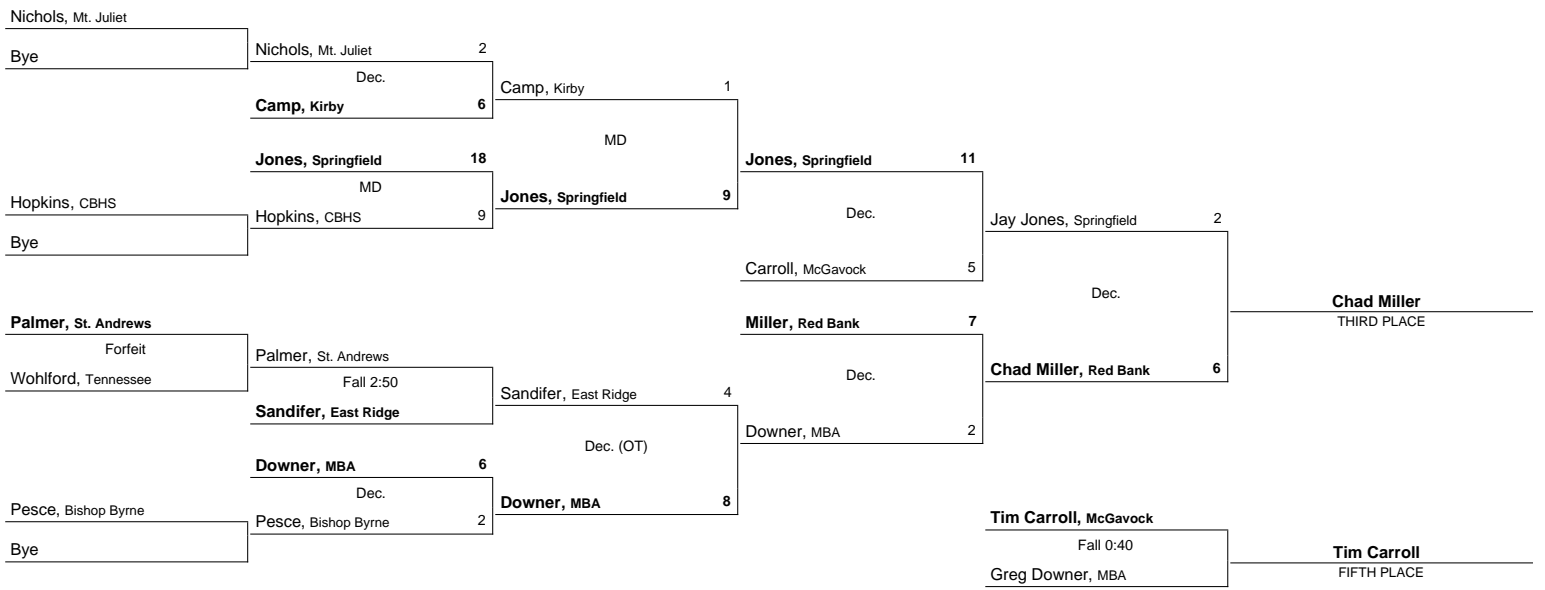 Nichols, Mt. Juliet
Bye
Hopkins, CBHS
Bye
Palmer, St. Andrews
Forfeit
Wohlford, Tennessee
Pesce, Bishop Byrne
Bye
Nichols, Mt. Juliet 2
Dec.
Camp, Kirby 6
Jones, Springfield 18
MD
Hopkins, CBHS 9
Palmer, St. Andrews
Fall 2:50
Sandifer, East Ridge
Downer, MBA 6
Dec.
Pesce, Bishop Byrne 2
Camp, Kirby 1
MD
Jones, Springfield 9
Sandifer, East Ridge 4
Dec. (OT)
Downer, MBA 8
Jones, Springfield 11
Dec.
Carroll, McGavock 5
Miller, Red Bank 7
Dec.
Downer, MBA 2
Jay Jones, Springfield 2
Dec.
Chad Miller, Red Bank 6
Chad Miller
THIRD PLACE
Tim Carroll, McGavock
Fall 0:40
Greg Downer, MBA
Tim Carroll
FIFTH PLACE